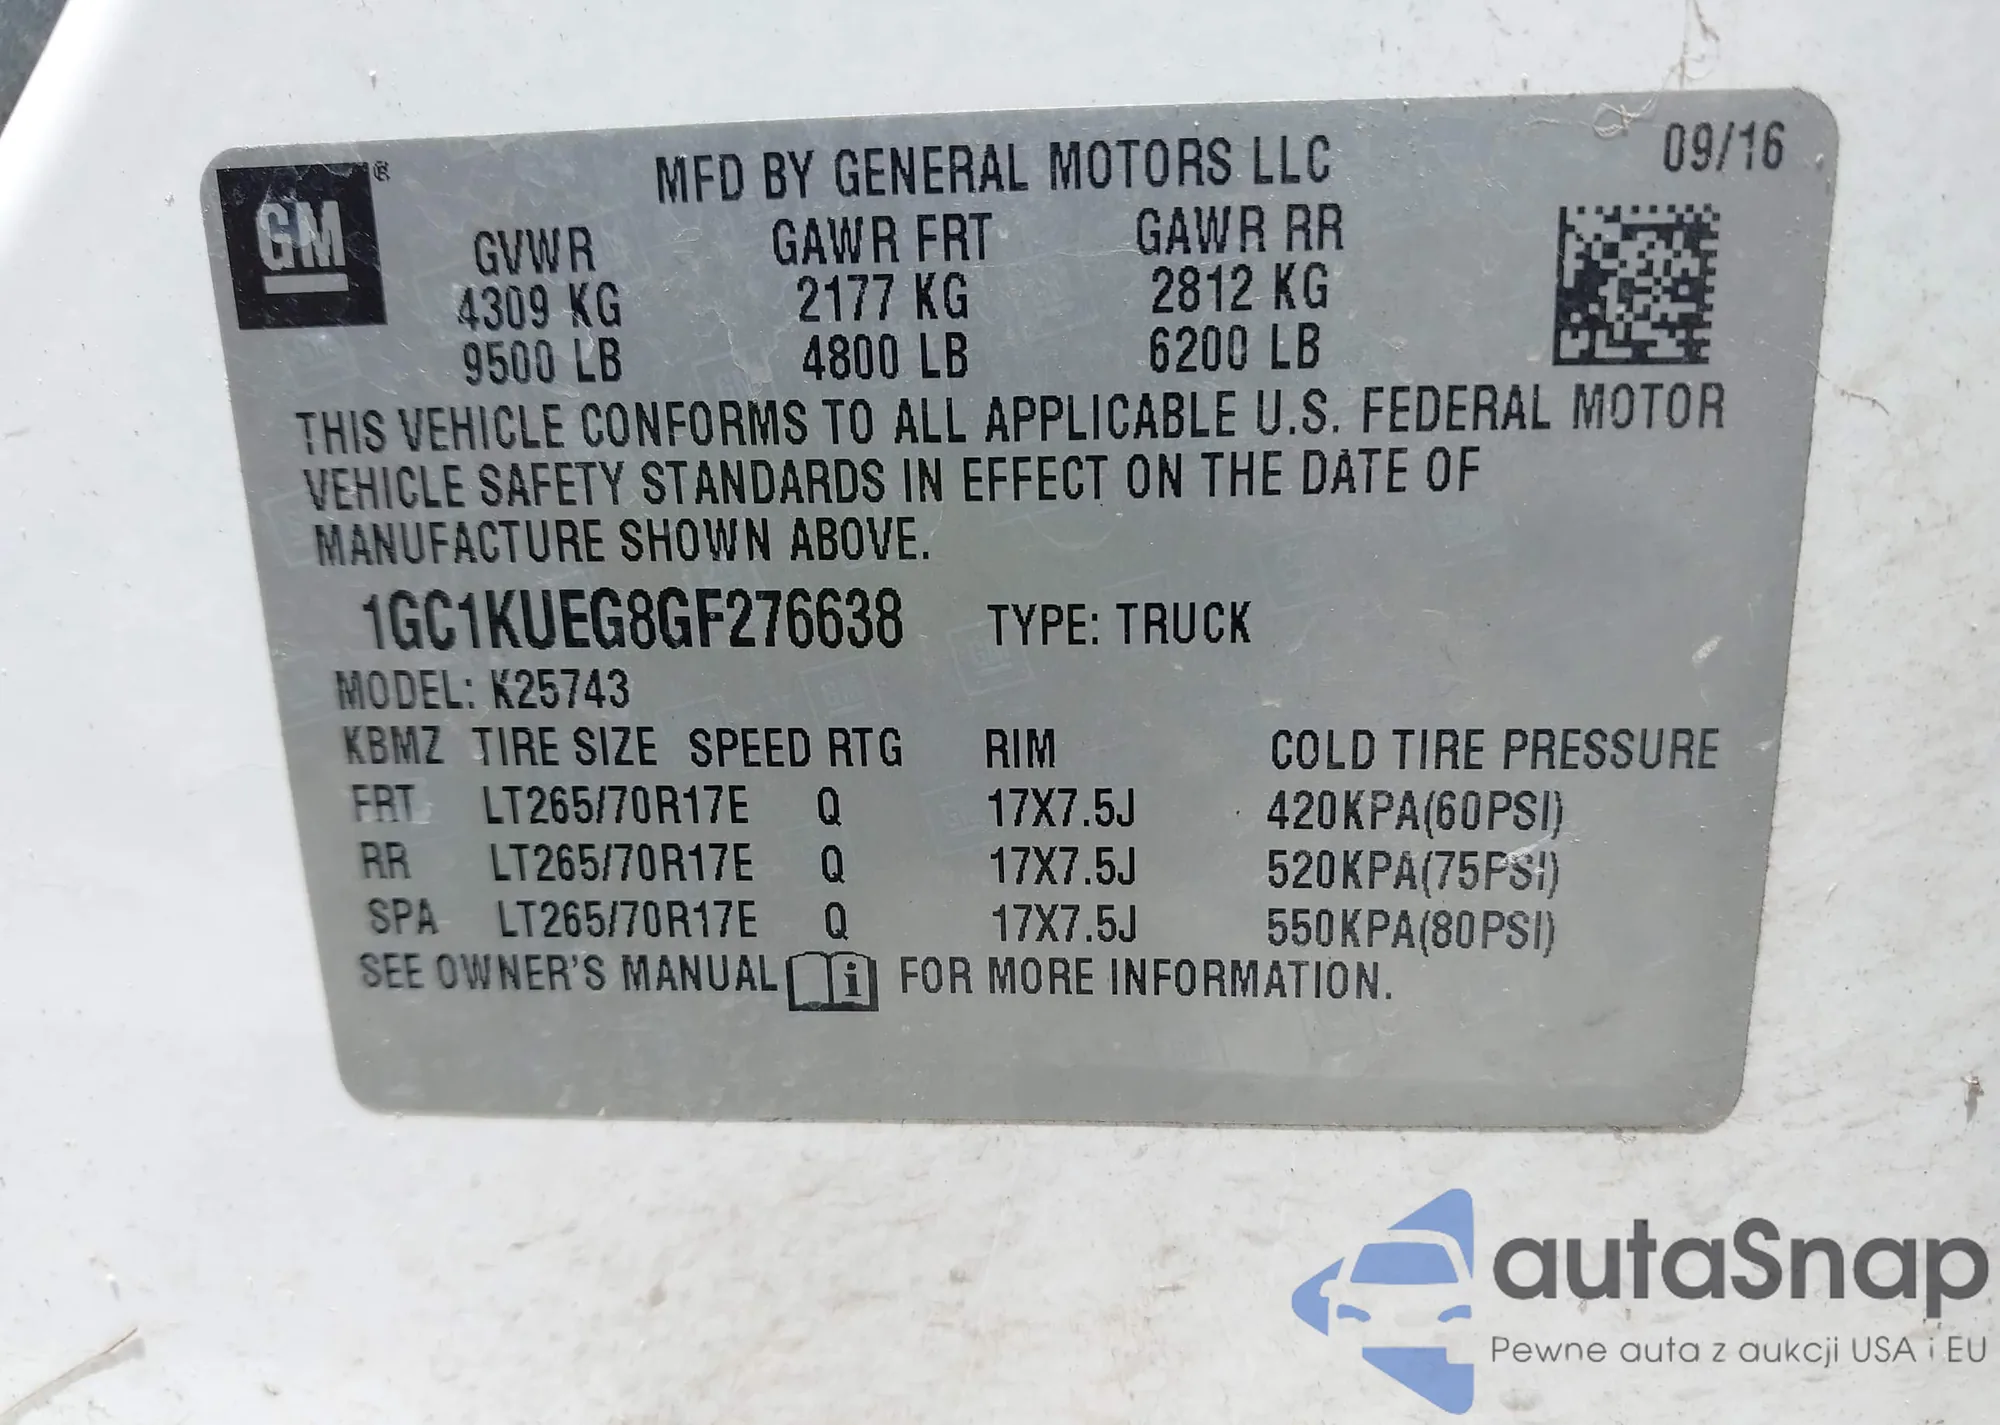 GM®
MFD BY GENERAL MOTORS LLC 09/16
GVWR GAWR FRT GAWR RR
4309 KG 2177 KG 2812 KG
9500 LB 4800 LB 6200 LB
THIS VEHICLE CONFORMS TO ALL APPLICABLE U.S. FEDERAL MOTOR
VEHICLE SAFETY STANDARDS IN EFFECT ON THE DATE OF
MANUFACTURE SHOWN ABOVE.
1GC1KUEG8GF276638 TYPE: TRUCK
MODEL: K25743
KBMZ TIRE SIZE SPEED RTG RIM COLD TIRE PRESSURE
FRT LT265/70R17E Q 17X7.5J 420KPA(60PSI)
RR LT265/70R17E Q 17X7.5J 520KPA(75PSI)
SPA LT265/70R17E Q 17X7.5J 550KPA(80PSI)
SEE OWNER'S MANUAL i FOR MORE INFORMATION.
autaSnap
Pewne auta z aukcji USA i EU